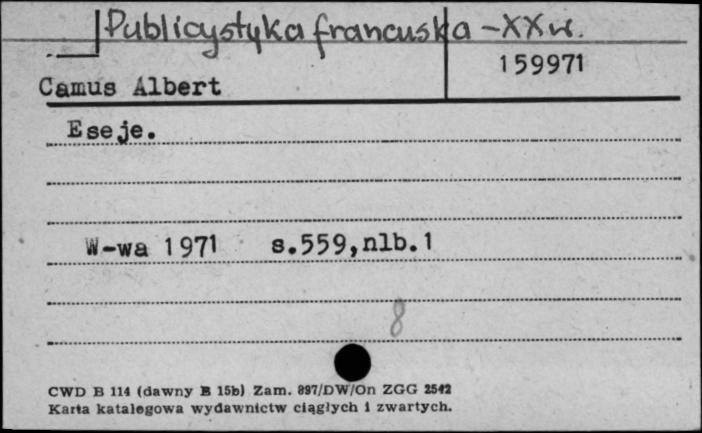 Publicystyka francuska - XX w.
159971
Camus Albert
Eseje.
W-wa 1971 s.559,nlb.1
8
CWD B 114 (dawny B 15b) Zam. 897/DW/On ZGG 2542
Karta katalogowa wydawnictw ciągłych i zwartych.